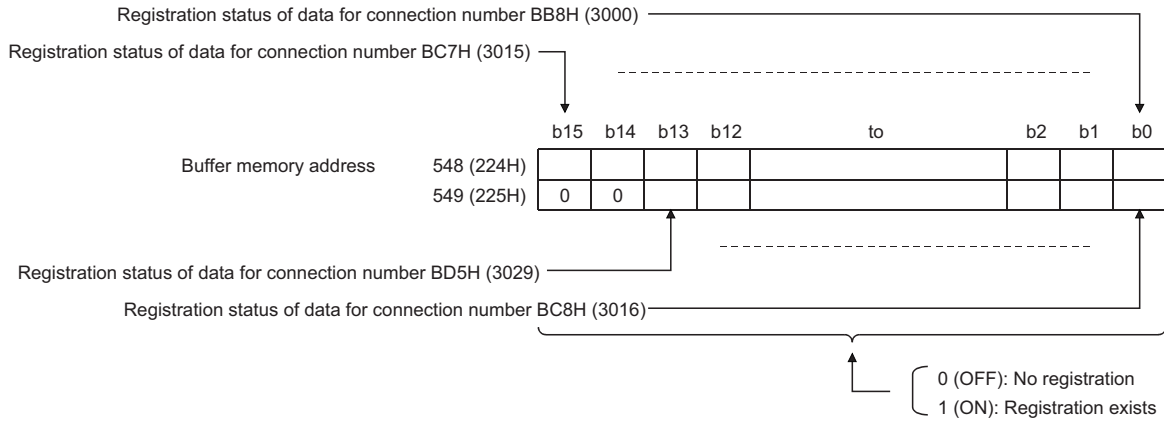 Registration status of data for connection number BB8H (3000)
Registration status of data for connection number BC7H (3015)
b15 b14 b13 b12 to b2 b1 b0
Buffer memory address 548 (224H)
549 (225H) 0 0
Registration status of data for connection number BD5H (3029)
Registration status of data for connection number BC8H (3016)
0 (OFF): No registration
1 (ON): Registration exists